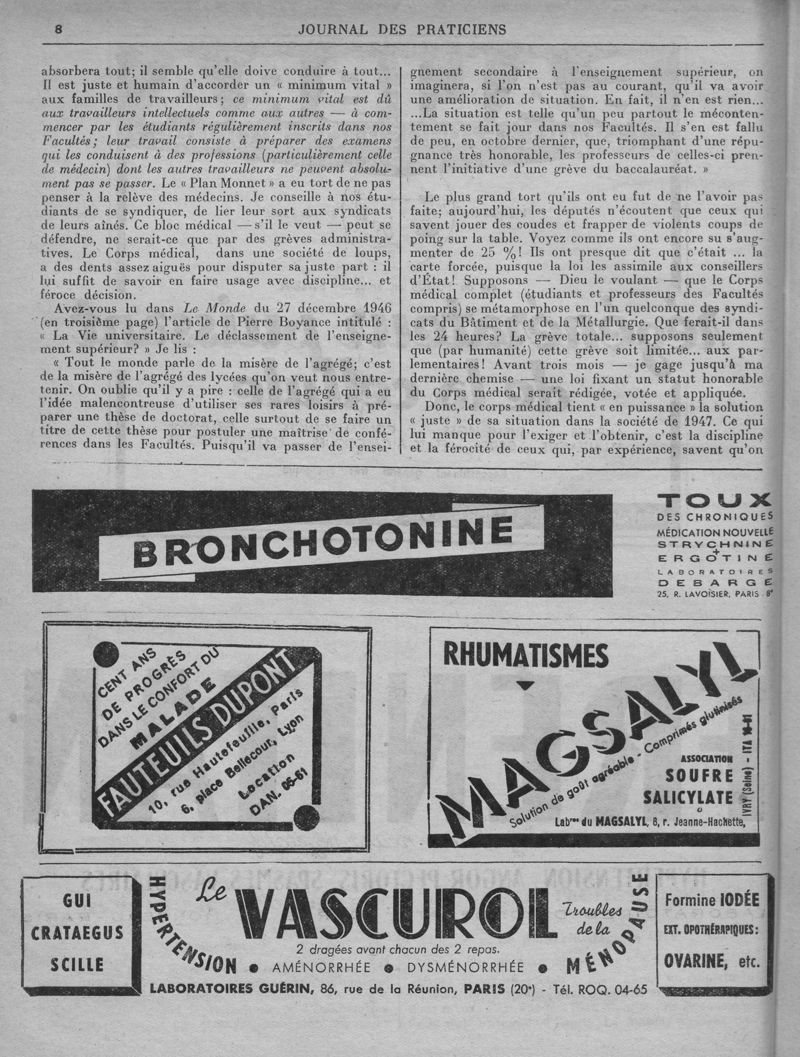 8
JOURNAL DES PRATICIENS
absorbera tout; il semble qu'elle doive conduire à tout...
Il est juste et humain d'accorder un « minimum vital »
aux familles de travailleurs; ce minimum vital est dû
aux travailleurs intellectuels comme aux autres — à com-
mencer par les étudiants régulièrement inscrits dans nos
Facultés; leur travail consiste à préparer des examens
qui les conduisent à des professions (particulièrement celle
de médecin) dont les autres travailleurs ne peuvent absolu-
ment pas se passer. Le « Plan Monnet » a eu tort de ne pas
penser à la relève des médecins. Je conseille à nos étu-
diants de se syndiquer, de lier leur sort aux syndicats
de leurs aînés. Ce bloc médical — s'il le veut — peut se
défendre, ne serait-ce que par des grèves administra-
tives. Le Corps médical, dans une société de loups,
a des dents assez aiguës pour disputer sa juste part : il
lui suffit de savoir en faire usage avec discipline... et
féroce décision.
Avez-vous lu dans Le Monde du 27 décembre 1946
(en troisième page) l'article de Pierre Boyance intitulé :
« La Vie universitaire. Le déclassement de l'enseigne-
ment supérieur? » Je lis :
« Tout le monde parle de la misère de l'agrégé; c'est
de la misère de l'agrégé des lycées qu'on veut nous entre-
tenir. On oublie qu'il y a pire : celle de l'agrégé qui a eu
l'idée malencontreuse d'utiliser ses rares loisirs à pré-
parer une thèse de doctorat, celle surtout de se faire un
titre de cette thèse pour postuler une maîtrise de confé-
rences dans les Facultés. Puisqu'il va passer de l'ensei-
gnement secondaire à l'enseignement supérieur, on
imaginera, si l'on n'est pas au courant, qu'il va avoir
une amélioration de situation. En fait, il n'en est rien...
...La situation est telle qu'un peu partout le méconten-
tement se fait jour dans nos Facultés. Il s'en est fallu
de peu, en octobre dernier, que, triomphant d'une répu-
gnance très honorable, les professeurs de celles-ci pren-
nent l'initiative d'une grève du baccalauréat. »
Le plus grand tort qu'ils ont eu fut de ne l'avoir pas
faite; aujourd'hui, les députés n'écoutent que ceux qui
savent jouer des coudes et frapper de violents coups de
poing sur la table. Voyez comme ils ont encore su s'aug-
menter de 25 %! Ils ont presque dit que c'était ... la
carte forcée, puisque la loi les assimile aux conseillers
d'État! Supposons — Dieu le voulant — que le Corps
médical complet (étudiants et professeurs des Facultés
compris) se métamorphose en l'un quelconque des syndi-
cats du Bâtiment et de la Métallurgie. Que ferait-il dans
les 24 heures? La grève totale... supposons seulement
que (par humanité) cette grève soit limitée... aux par-
lementaires! Avant trois mois — je gage jusqu'à ma
dernière chemise — une loi fixant un statut honorable
du Corps médical serait rédigée, votée et appliquée.
Donc, le corps médical tient « en puissance » la solution
« juste » de sa situation dans la société de 1947. Ce qui
lui manque pour l'exiger et l'obtenir, c'est la discipline
et la férocité de ceux qui, par expérience, savent qu'on
BRONCHOTONINE
TOUX
DES CHRONIQUES
MÉDICATION NOUVELLE
STRYCHNINE
+
ERGOTINE
LABORATOIRES
DEBARGE
25, R. LAVOISIER, PARIS 8e
CENT ANS
DE PROGRÈS
DANS LE CONFORT DU
MALADE
FAUTEUILS DUPONT
10, rue Hautefeuille, Paris
6, place Bellecour, Lyon
Location
DAN. 05-61
RHUMATISMES
MAGSALYL
Solution de goût agréable - Comprimés glutinisés
ASSOCIATION
SOUFRE
SALICYLATE
Labres du MAGSALYL, 8, r. Jeanne-Hachette,
GUI
CRATAEGUS
SCILLE
HYPERTENSION
Le
VASCUROL
Troubles
de la
MÉNOPAUSE
2 dragées avant chacun des 2 repas.
AMÉNORRHÉE • DYSMÉNORRHÉE
LABORATOIRES GUÉRIN, 86, rue de la Réunion, PARIS (20e) - Tél. ROQ. 04-65
Formine IODÉE
EXT. OPOTHÉRAPIQUES :
OVARINE, etc.